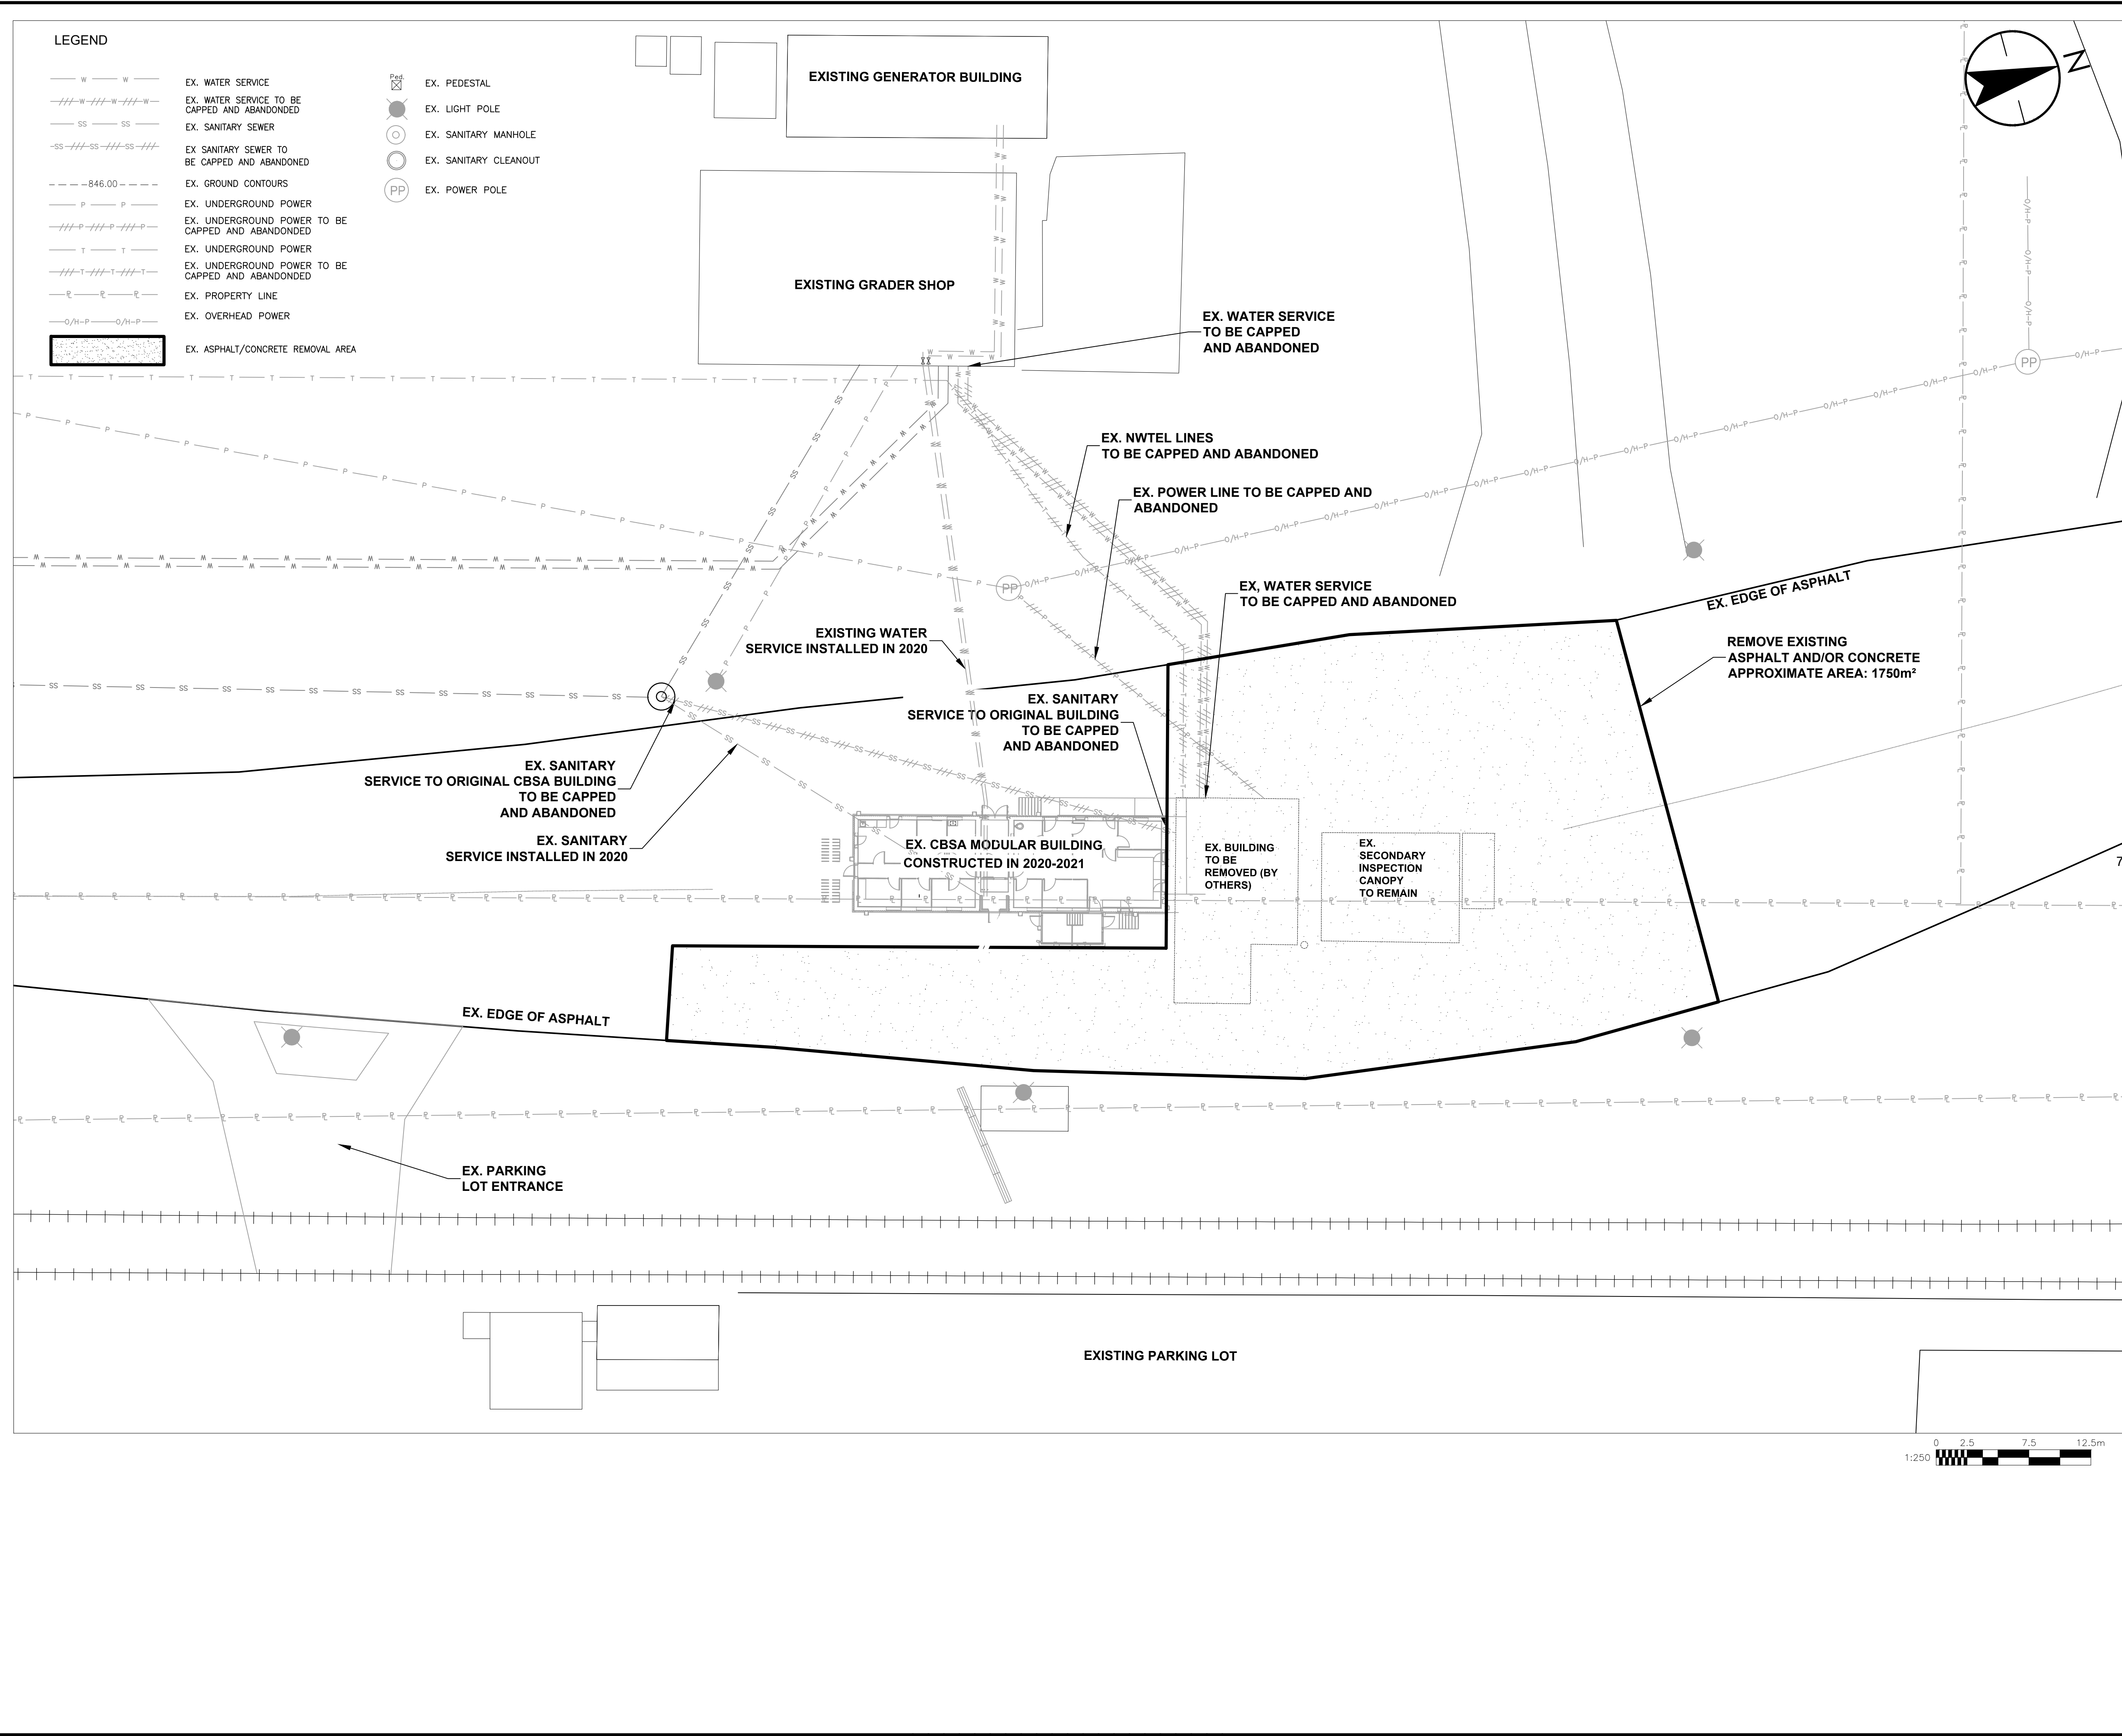 LEGEND
EX. WATER SERVICE
EX. WATER SERVICE TO BE
CAPPED AND ABANDONDED
EX. SANITARY SEWER
EX SANITARY SEWER TO
BE CAPPED AND ABANDONED
846.00
EX. GROUND CONTOURS
EX. UNDERGROUND POWER
EX. UNDERGROUND POWER TO BE
CAPPED AND ABANDONDED
EX. UNDERGROUND POWER
EX. UNDERGROUND POWER TO BE
CAPPED AND ABANDONDED
EX. PROPERTY LINE
O/H-P O/H-P
EX. OVERHEAD POWER
EX. ASPHALT/CONCRETE REMOVAL AREA
Ped.
EX. PEDESTAL
EX. LIGHT POLE
EX. SANITARY MANHOLE
EX. SANITARY CLEANOUT
PP
EX. POWER POLE
EXISTING GENERATOR BUILDING
N
EXISTING GRADER SHOP
EX. WATER SERVICE
TO BE CAPPED
AND ABANDONED
PP
EX. NWTEL LINES
TO BE CAPPED AND ABANDONED
EX. POWER LINE TO BE CAPPED AND
ABANDONED
PP
EX, WATER SERVICE
TO BE CAPPED AND ABANDONED
EX. EDGE OF ASPHALT
EXISTING WATER
SERVICE INSTALLED IN 2020
REMOVE EXISTING
ASPHALT AND/OR CONCRETE
APPROXIMATE AREA: 1750m²
EX. SANITARY
SERVICE TO ORIGINAL BUILDING
TO BE CAPPED
AND ABANDONED
EX. SANITARY
SERVICE TO ORIGINAL CBSA BUILDING
TO BE CAPPED
AND ABANDONED
EX. SANITARY
SERVICE INSTALLED IN 2020
EX. CBSA MODULAR BUILDING
CONSTRUCTED IN 2020-2021
EX. BUILDING
TO BE
REMOVED (BY
OTHERS)
EX.
SECONDARY
INSPECTION
CANOPY
TO REMAIN
7
EX. EDGE OF ASPHALT
EX. PARKING
LOT ENTRANCE
EXISTING PARKING LOT
0 2.5 7.5 12.5m
1:250